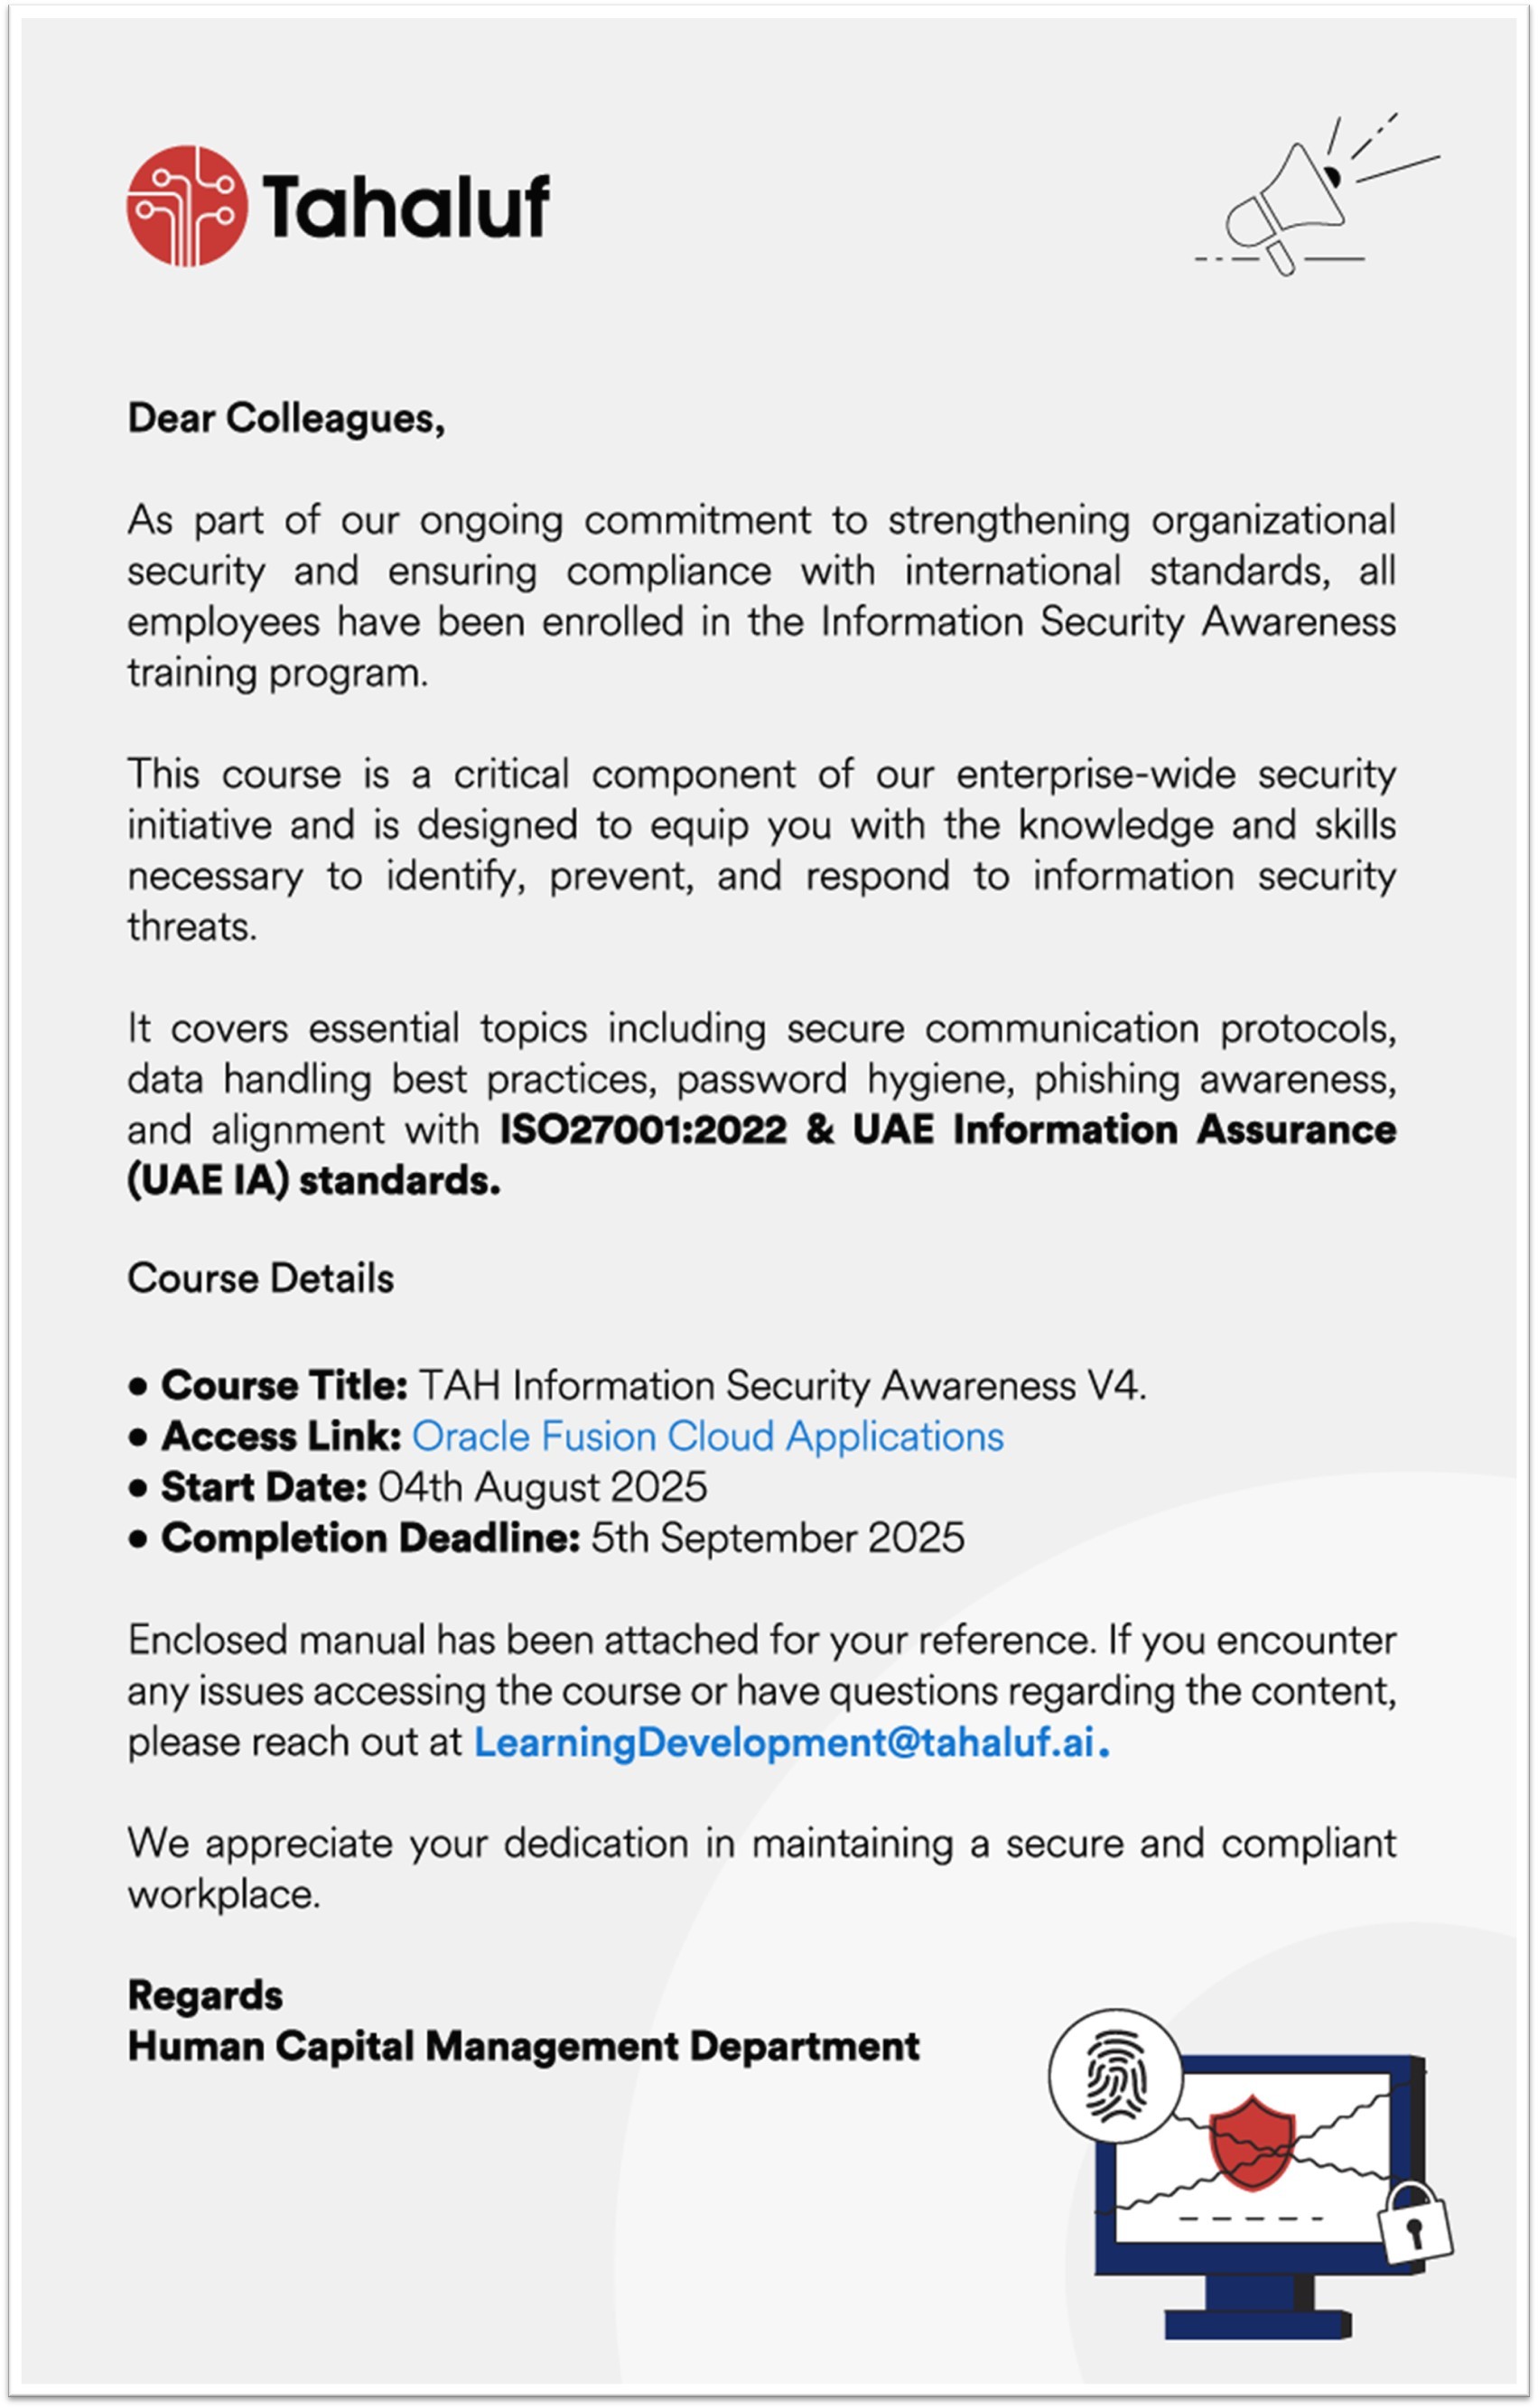 Tahaluf
Dear Colleagues,
As part of our ongoing commitment to strengthening organizational
security and ensuring compliance with international standards, all
employees have been enrolled in the Information Security Awareness
training program.
This course is a critical component of our enterprise-wide security
initiative and is designed to equip you with the knowledge and skills
necessary to identify, prevent, and respond to information security
threats.
It covers essential topics including secure communication protocols,
data handling best practices, password hygiene, phishing awareness,
and alignment with ISO27001:2022 & UAE Information Assurance
(UAE IA) standards.
Course Details
• Course Title: TAH Information Security Awareness V4.
• Access Link: Oracle Fusion Cloud Applications
• Start Date: 04th August 2025
• Completion Deadline: 5th September 2025
Enclosed manual has been attached for your reference. If you encounter
any issues accessing the course or have questions regarding the content,
please reach out at LearningDevelopment@tahaluf.ai.
We appreciate your dedication in maintaining a secure and compliant
workplace.
Regards
Human Capital Management Department